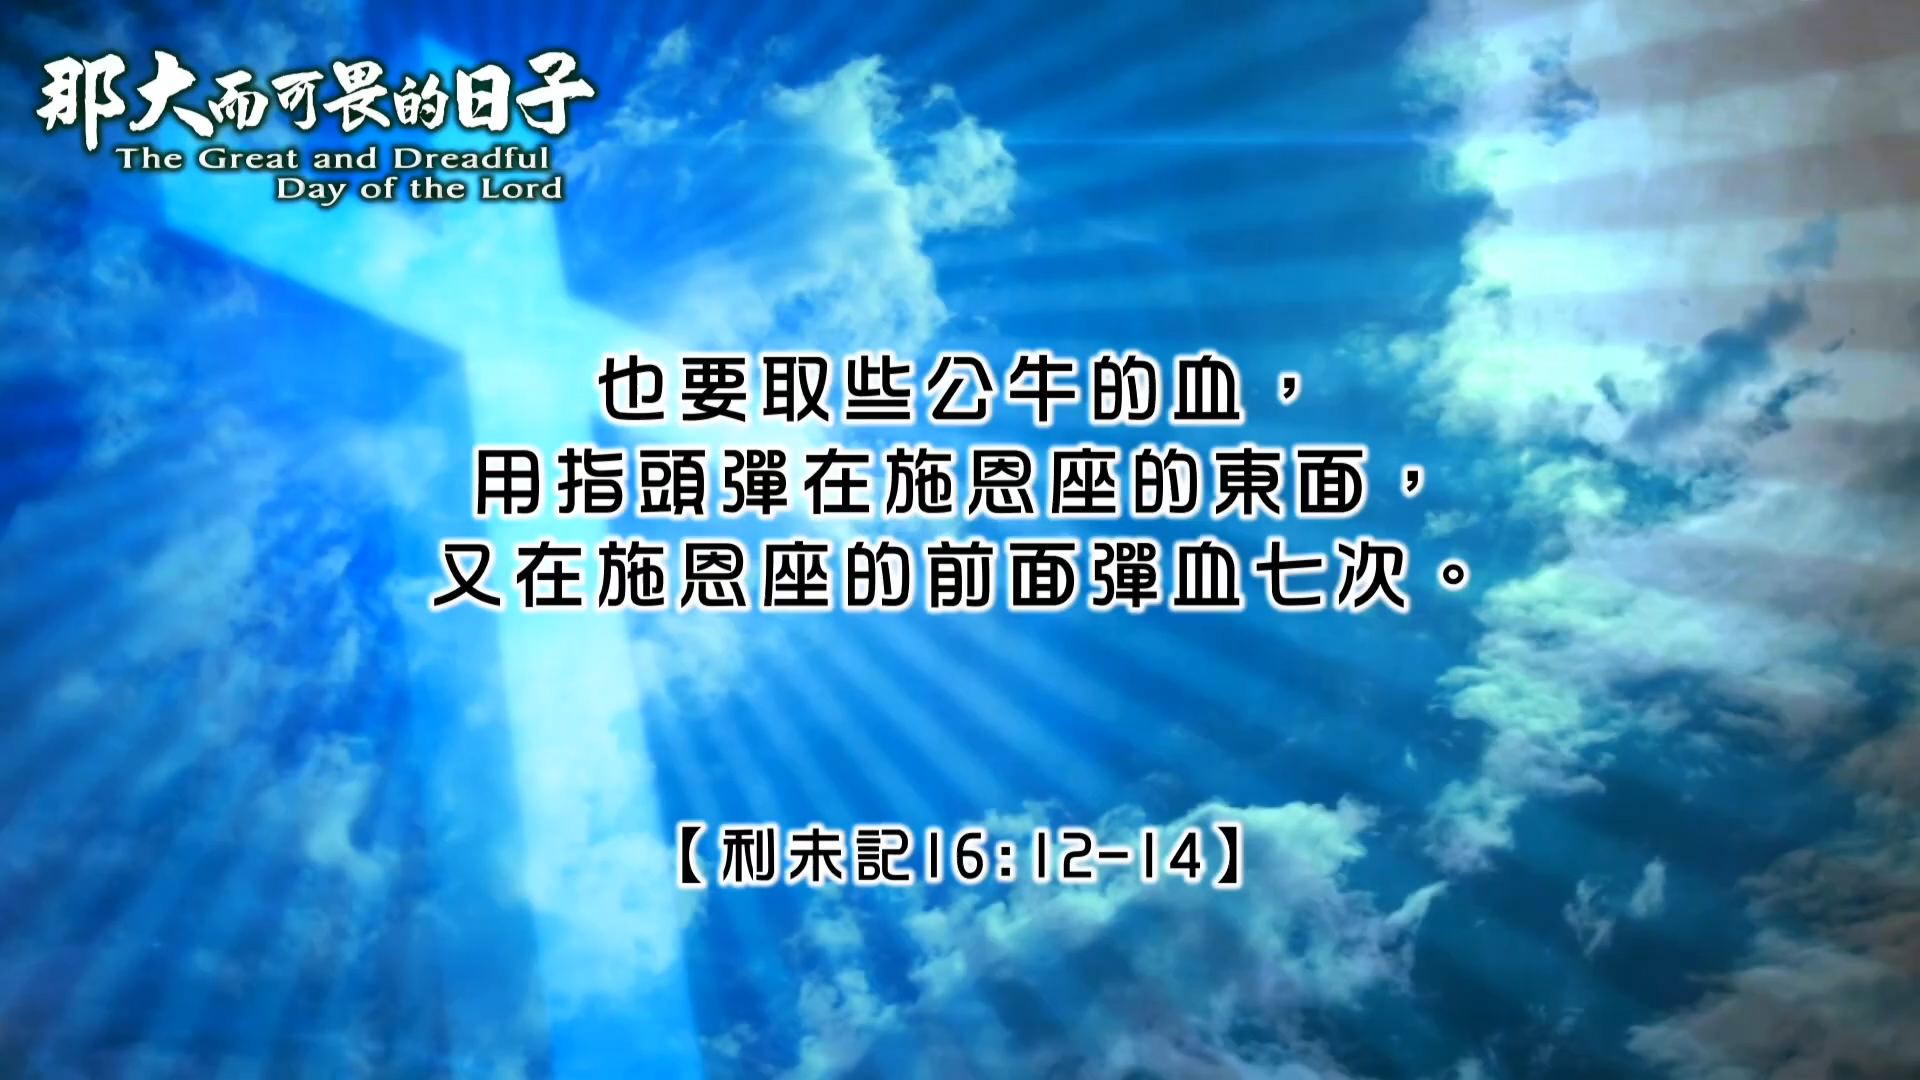 那大而可畏的日子
The Great and Dreadful
Day of the Lord
也要取些公牛的血，
用指頭彈在施恩座的東面，
又在施恩座的前面彈血七次。
【利未記16:12-14】